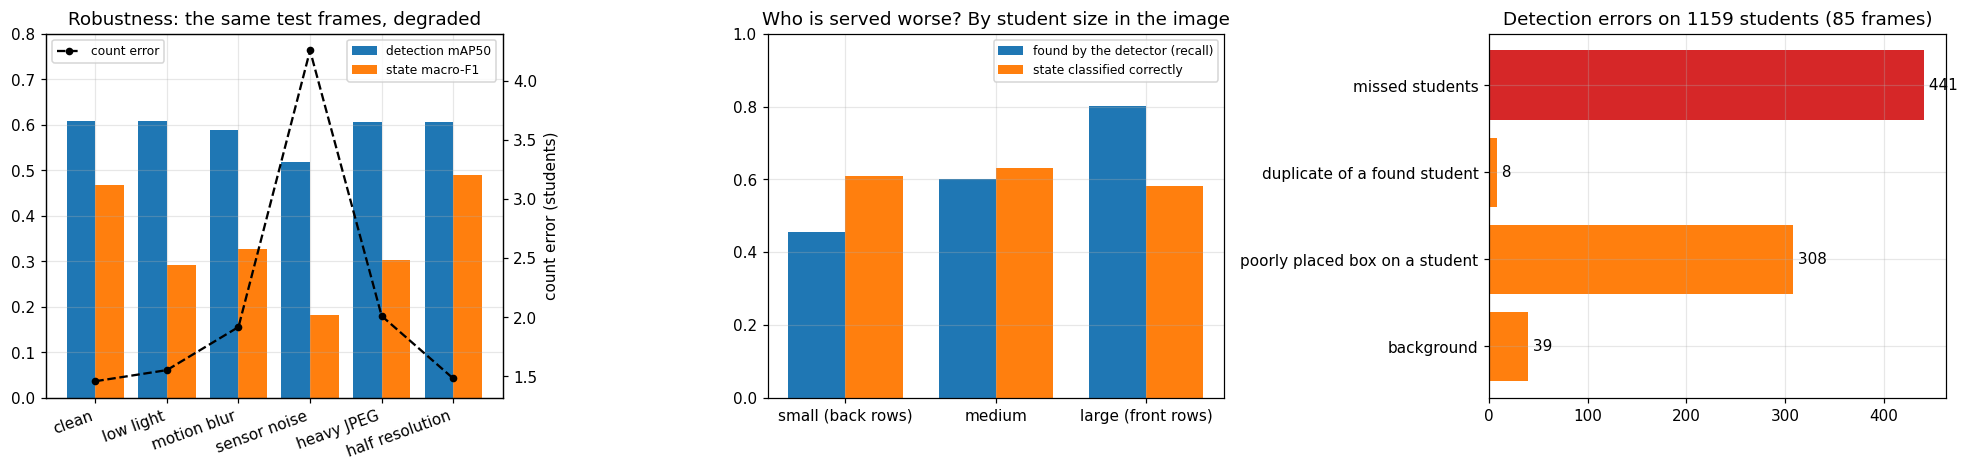 Robustness: the same test frames, degraded
count error
detection mAP50
state macro-F1
0.8
0.7
0.6
0.5
0.4
0.3
0.2
0.1
0.0
4.0
3.5
3.0
2.5
2.0
1.5
count error (students)
clean
low light
motion blur
sensor noise
heavy JPEG
half resolution
Who is served worse? By student size in the image
found by the detector (recall)
state classified correctly
1.0
0.8
0.6
0.4
0.2
0.0
small (back rows)
medium
large (front rows)
Detection errors on 1159 students (85 frames)
missed students
441
duplicate of a found student
8
poorly placed box on a student
308
background
39
0
100
200
300
400